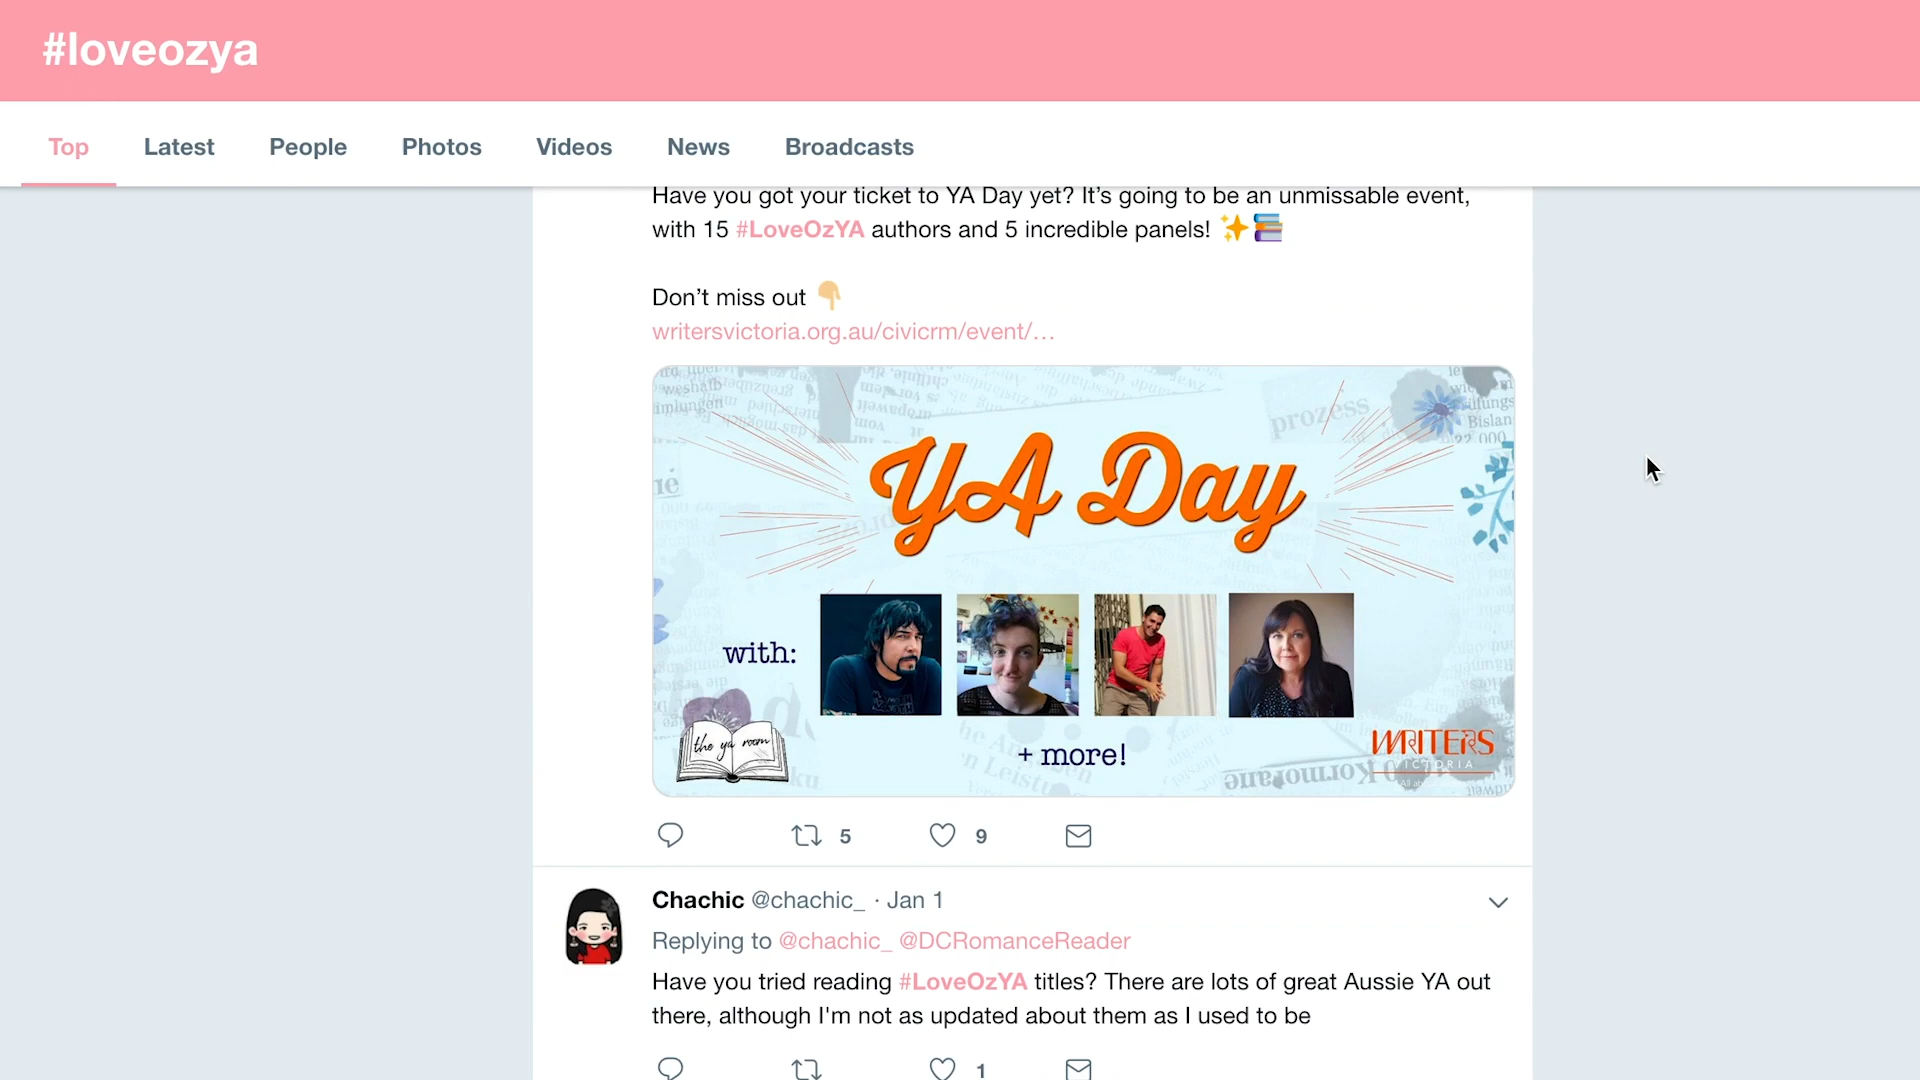 #loveozya
Top Latest People Photos Videos News Broadcasts
Have you got your ticket to YA Day yet? It’s going to be an unmissable event,
with 15 #LoveOzYA authors and 5 incredible panels! ✨📚
Don’t miss out 👇🏼
writersvictoria.org.au/civicrm/event/…
prozess
YA Day
with:
the ya room
+ more!
WRITERS
VICTORIA
5 9
Chachic @chachic_ · Jan 1
Replying to @chachic_ @DCRomanceReader
Have you tried reading #LoveOzYA titles? There are lots of great Aussie YA out
there, although I'm not as updated about them as I used to be
1